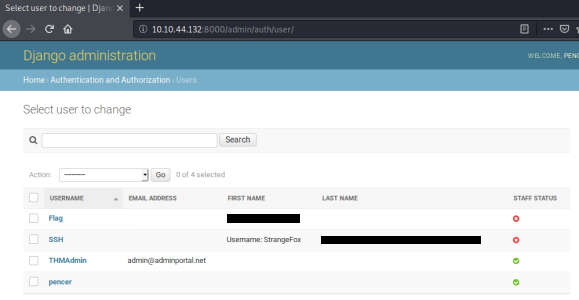 Select user to change | Djan
10.10.44.132:8000/admin/auth/user/
Django administration
WELCOME, PENC
Home › Authentication and Authorization › Users
Select user to change
Search
Action: --------- Go 0 of 4 selected
USERNAME EMAIL ADDRESS FIRST NAME LAST NAME STAFF STATUS
Flag
SSH Username: StrangeFox
THMAdmin admin@adminportal.net
pencer